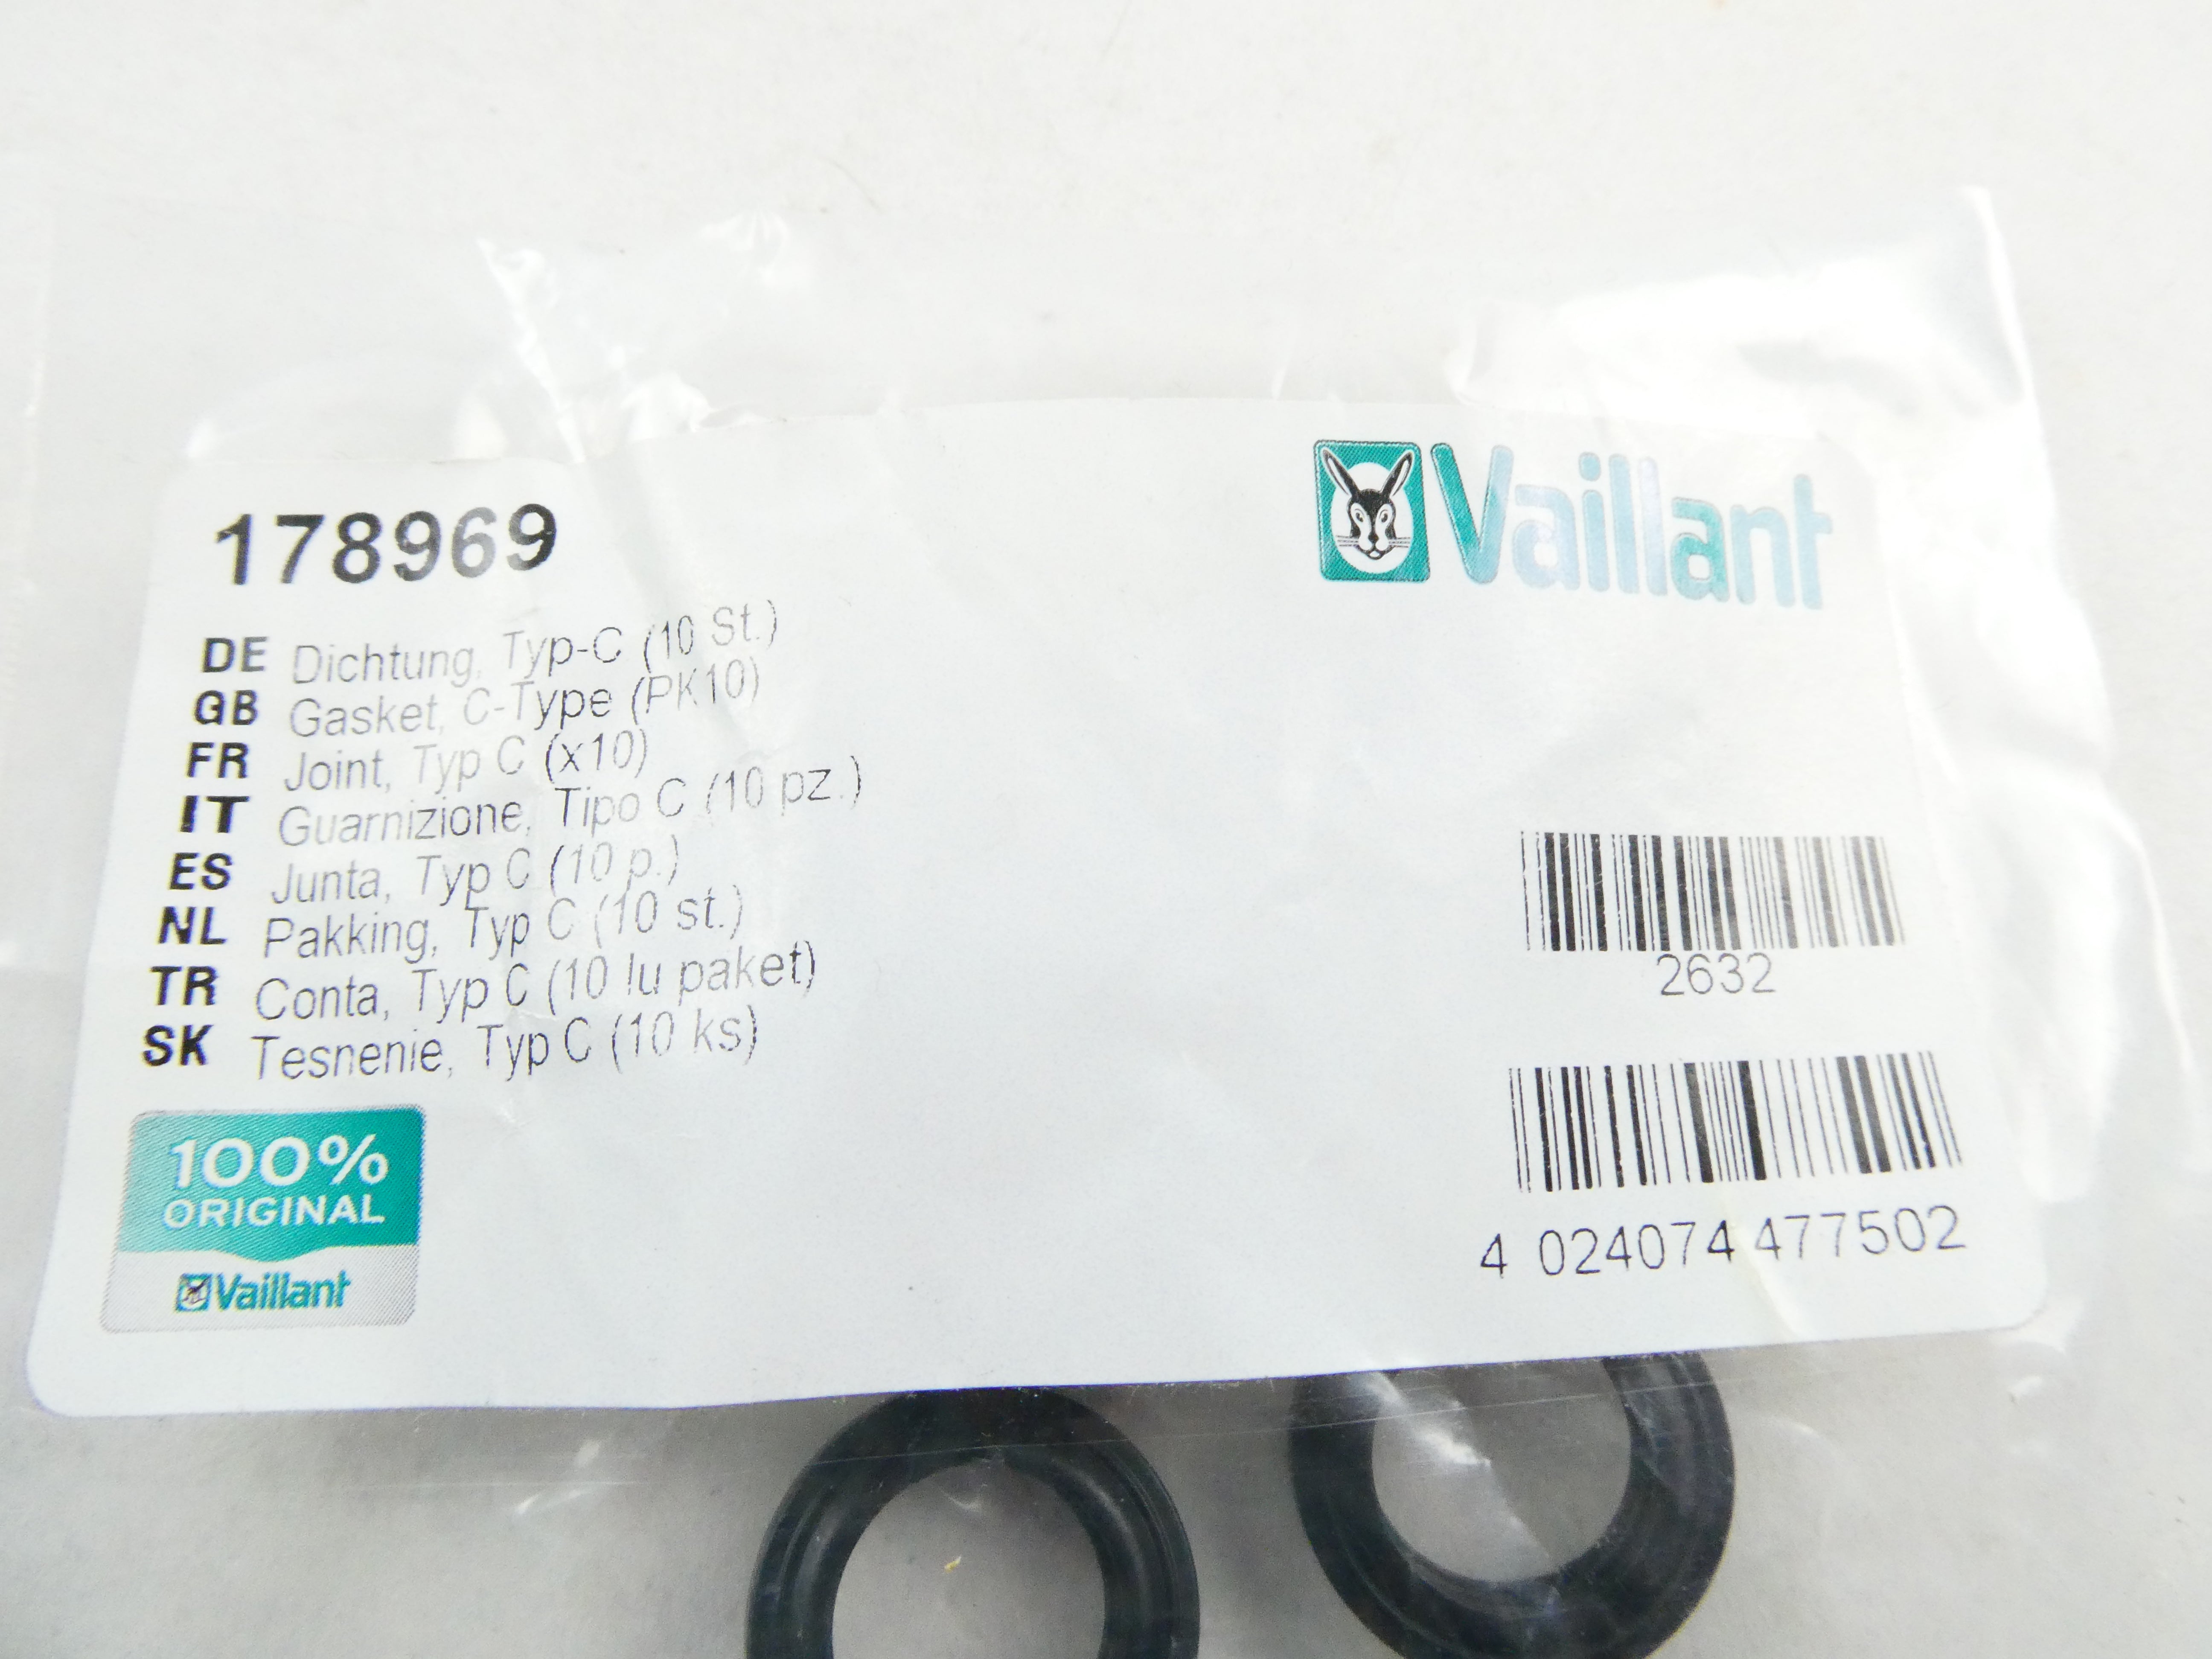 178969
Vaillant
DE Dichtung, Typ-C (10 St.)
GB Gasket, C-Type (PK10)
FR Joint, Typ C (x10)
IT Guarnizione, Tipo C (10 pz.)
ES Junta, Typ C (10 p.)
NL Pakking, Typ C (10 st.)
TR Conta, Typ C (10 lu paket)
SK Tesnenie, Typ C (10 ks)
2632
4 024074 477502
100%
ORIGINAL
Vaillant